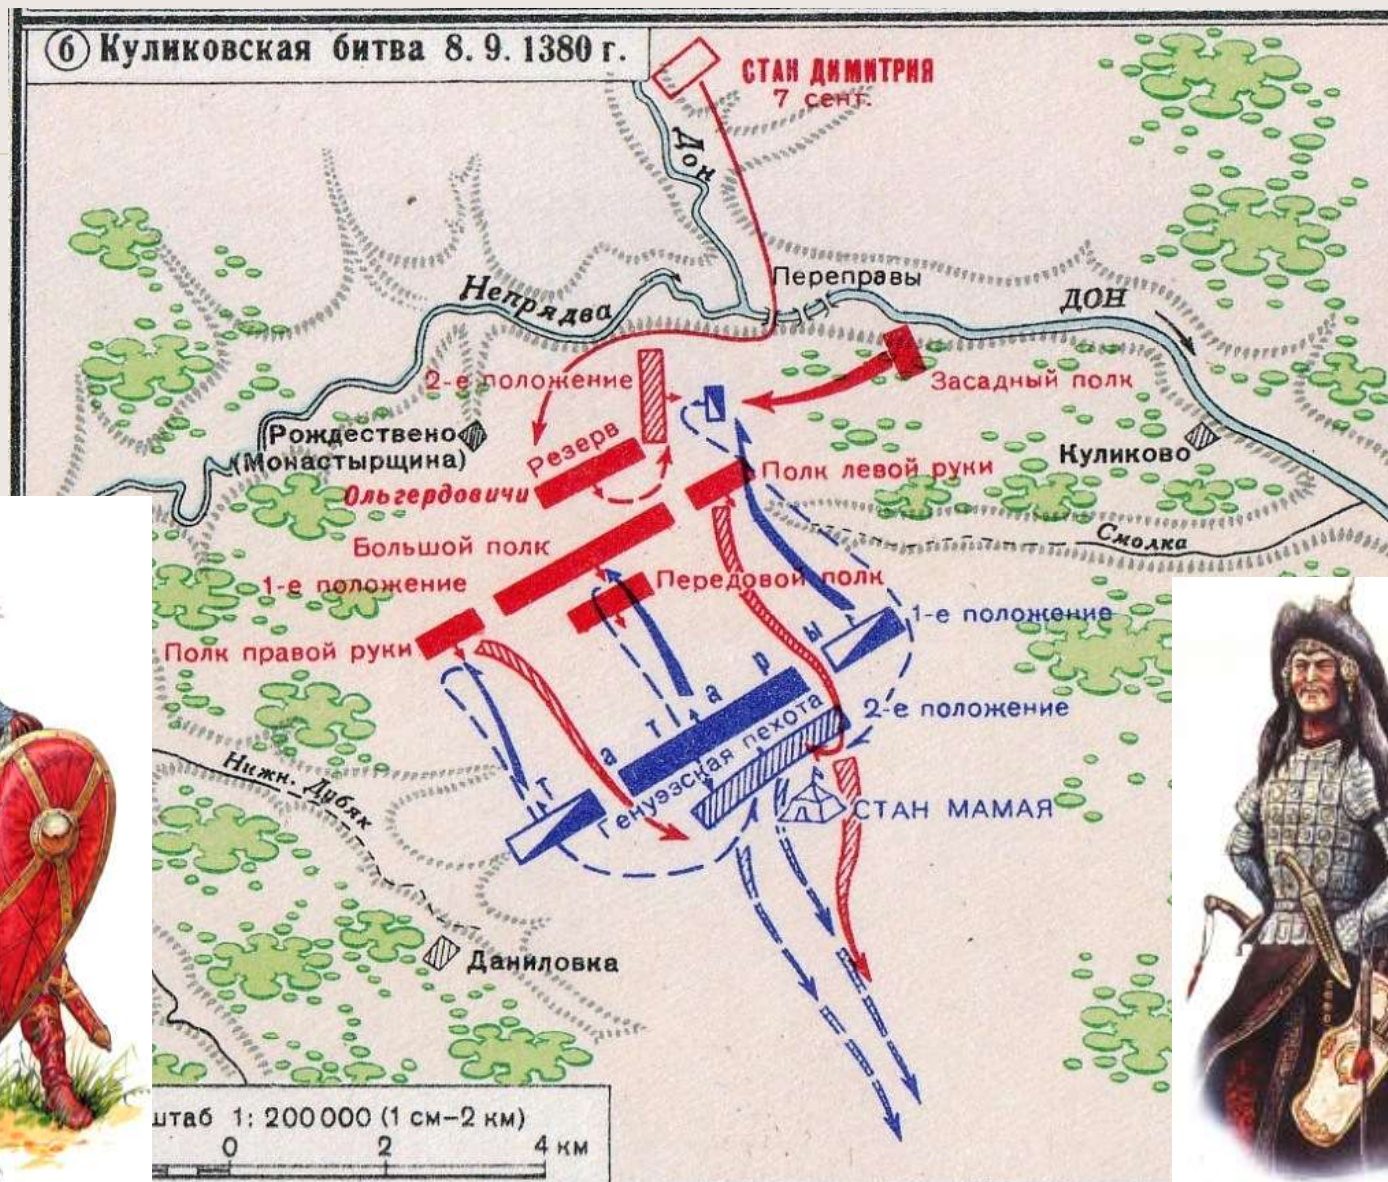 б Куликовская битва 8. 9. 1380 г.
СТАН ДИМИТРИЯ
7 сент.
Дон
Переправы
Непрядва
ДОН
2-е положение
Засадный полк
Рождествено
(Монастырщина)
Резерв
Куликово
Полк левой руки
Ольгердовичи
Смолка
Большой полк
1-е положение
Передовой полк
1-е положение
Полк правой руки
татары
2-е положение
Генуэзская пехота
Нижн. Дубяк
СТАН МАМАЯ
Даниловка
штаб 1: 200 000 (1 см–2 км)
0 2 4 км